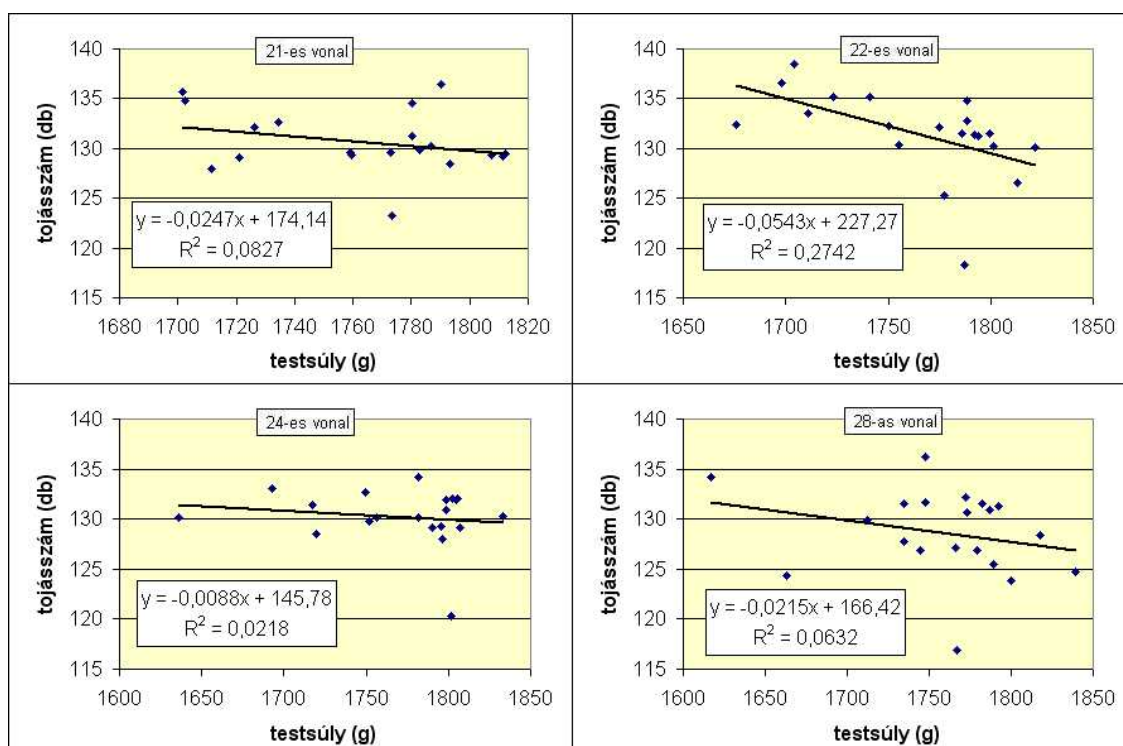 21-es vonal
tojásszám (db)
140
135
130
125
120
115
y = -0,0247x + 174,14
R² = 0,0827
1680 1700 1720 1740 1760 1780 1800 1820
testsúly (g)
22-es vonal
tojásszám (db)
140
135
130
125
120
115
y = -0,0543x + 227,27
R² = 0,2742
1650 1700 1750 1800 1850
testsúly (g)
24-es vonal
tojásszám (db)
140
135
130
125
120
115
y = -0,0088x + 145,78
R² = 0,0218
1600 1650 1700 1750 1800 1850
testsúly (g)
28-as vonal
tojásszám (db)
140
135
130
125
120
115
y = -0,0215x + 166,42
R² = 0,0632
1600 1650 1700 1750 1800 1850
testsúly (g)